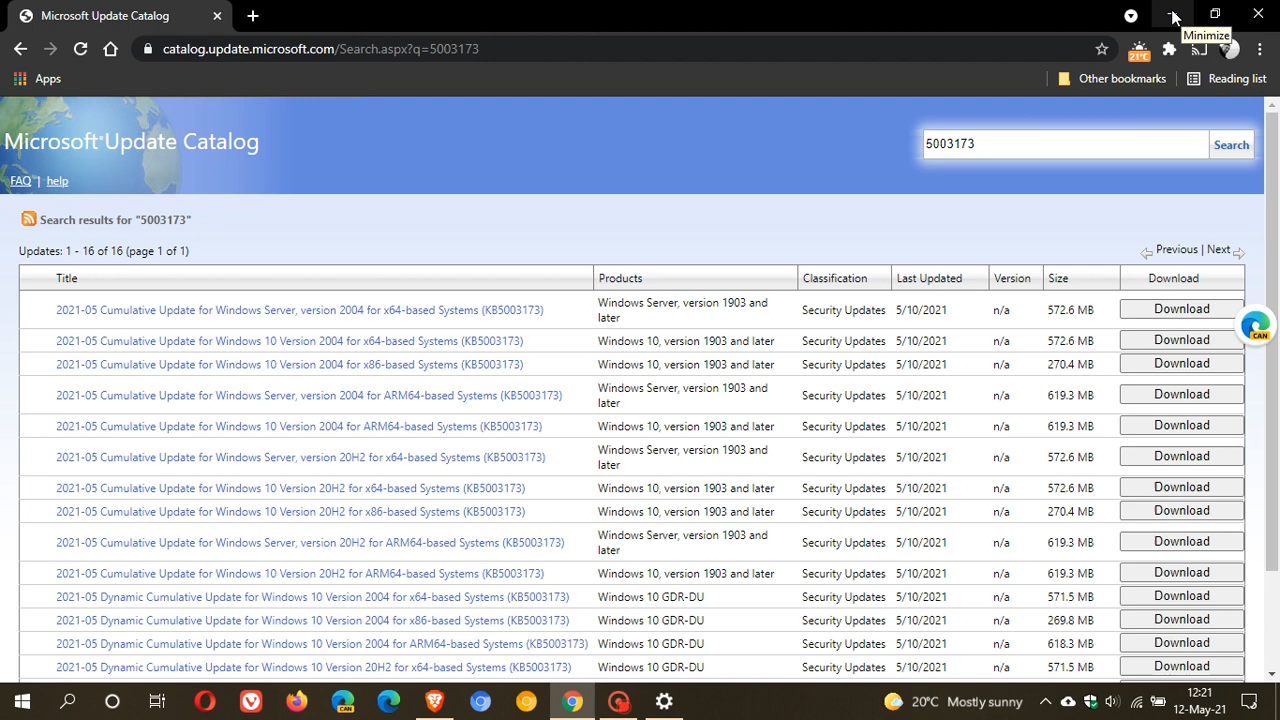 Microsoft Update Catalog
Minimize
catalog.update.microsoft.com/Search.aspx?q=5003173
21°C
Apps
Other bookmarks
Reading list
Microsoft®Update Catalog
5003173
Search
FAQ | help
Search results for "5003173"
Updates: 1 - 16 of 16 (page 1 of 1)
Previous | Next
Title Products Classification Last Updated Version Size Download
2021-05 Cumulative Update for Windows Server, version 2004 for x64-based Systems (KB5003173) Windows Server, version 1903 and later Security Updates 5/10/2021 n/a 572.6 MB Download
2021-05 Cumulative Update for Windows 10 Version 2004 for x64-based Systems (KB5003173) Windows 10, version 1903 and later Security Updates 5/10/2021 n/a 572.6 MB Download
2021-05 Cumulative Update for Windows 10 Version 2004 for x86-based Systems (KB5003173) Windows 10, version 1903 and later Security Updates 5/10/2021 n/a 270.4 MB Download
2021-05 Cumulative Update for Windows Server, version 2004 for ARM64-based Systems (KB5003173) Windows Server, version 1903 and later Security Updates 5/10/2021 n/a 619.3 MB Download
2021-05 Cumulative Update for Windows 10 Version 2004 for ARM64-based Systems (KB5003173) Windows 10, version 1903 and later Security Updates 5/10/2021 n/a 619.3 MB Download
2021-05 Cumulative Update for Windows Server, version 20H2 for x64-based Systems (KB5003173) Windows Server, version 1903 and later Security Updates 5/10/2021 n/a 572.6 MB Download
2021-05 Cumulative Update for Windows 10 Version 20H2 for x64-based Systems (KB5003173) Windows 10, version 1903 and later Security Updates 5/10/2021 n/a 572.6 MB Download
2021-05 Cumulative Update for Windows 10 Version 20H2 for x86-based Systems (KB5003173) Windows 10, version 1903 and later Security Updates 5/10/2021 n/a 270.4 MB Download
2021-05 Cumulative Update for Windows Server, version 20H2 for ARM64-based Systems (KB5003173) Windows Server, version 1903 and later Security Updates 5/10/2021 n/a 619.3 MB Download
2021-05 Cumulative Update for Windows 10 Version 20H2 for ARM64-based Systems (KB5003173) Windows 10, version 1903 and later Security Updates 5/10/2021 n/a 619.3 MB Download
2021-05 Dynamic Cumulative Update for Windows 10 Version 2004 for x64-based Systems (KB5003173) Windows 10 GDR-DU Security Updates 5/10/2021 n/a 571.5 MB Download
2021-05 Dynamic Cumulative Update for Windows 10 Version 2004 for x86-based Systems (KB5003173) Windows 10 GDR-DU Security Updates 5/10/2021 n/a 269.8 MB Download
2021-05 Dynamic Cumulative Update for Windows 10 Version 2004 for ARM64-based Systems (KB5003173) Windows 10 GDR-DU Security Updates 5/10/2021 n/a 618.3 MB Download
2021-05 Dynamic Cumulative Update for Windows 10 Version 20H2 for x64-based Systems (KB5003173) Windows 10 GDR-DU Security Updates 5/10/2021 n/a 571.5 MB Download
CAN
CAN
20°C Mostly sunny
12:21
12-May-21